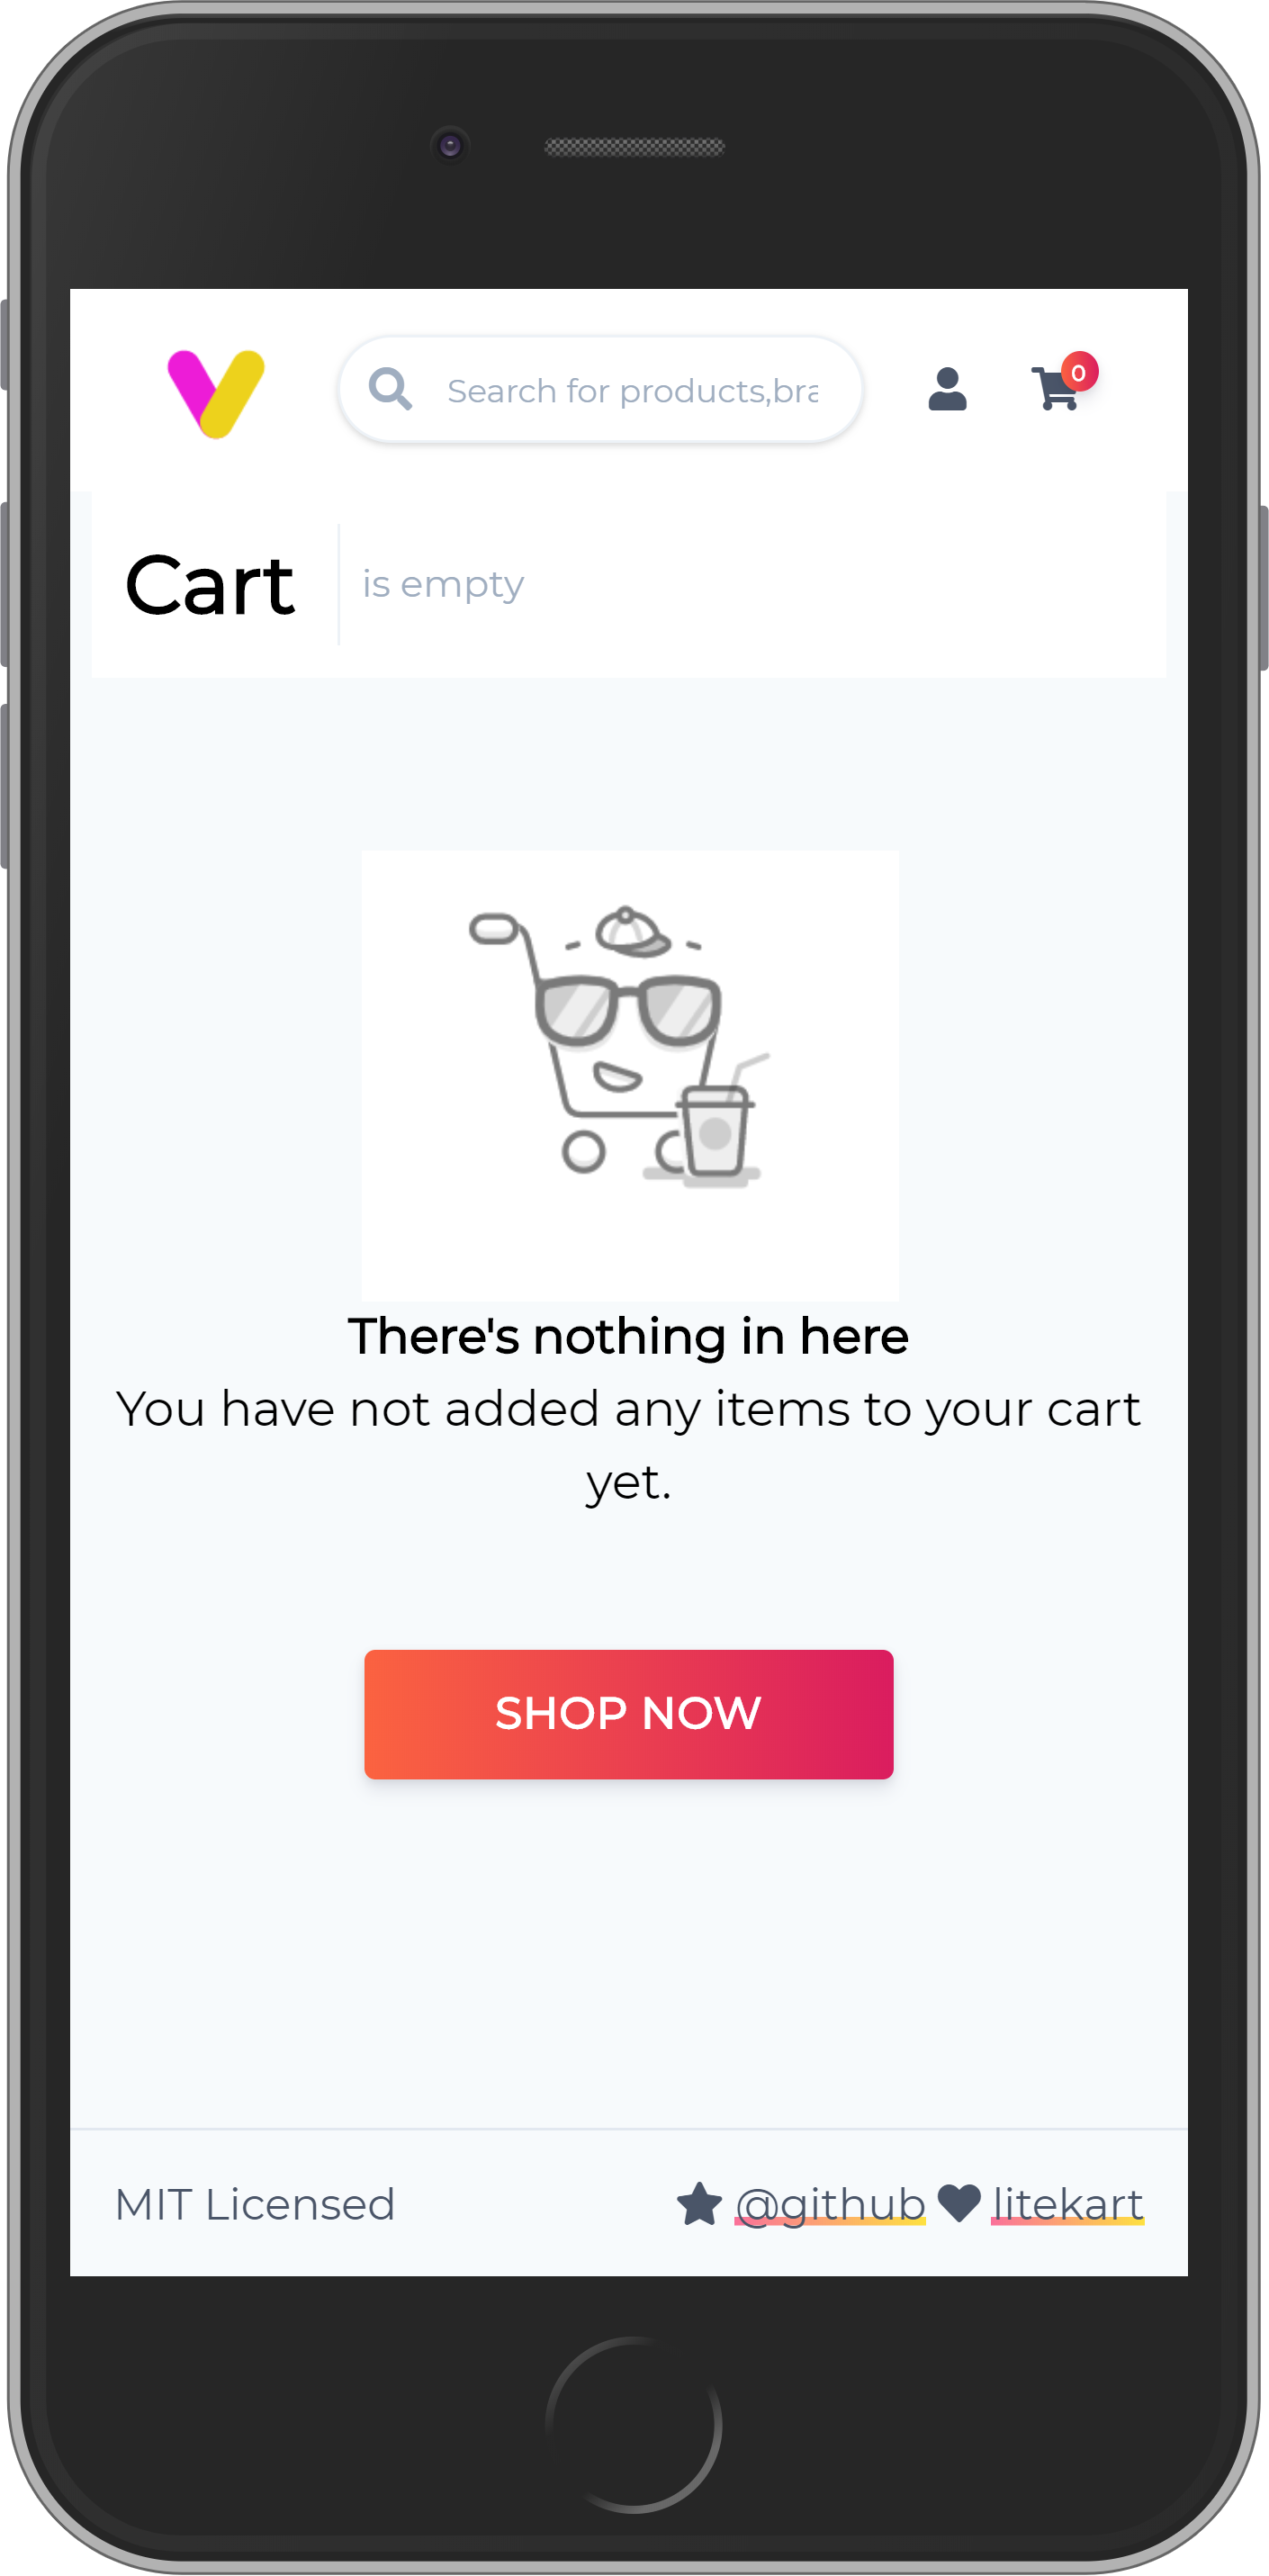 Search for products,bra
0
Cart
is empty
There's nothing in here
You have not added any items to your cart
yet.
SHOP NOW
MIT Licensed
@github litekart